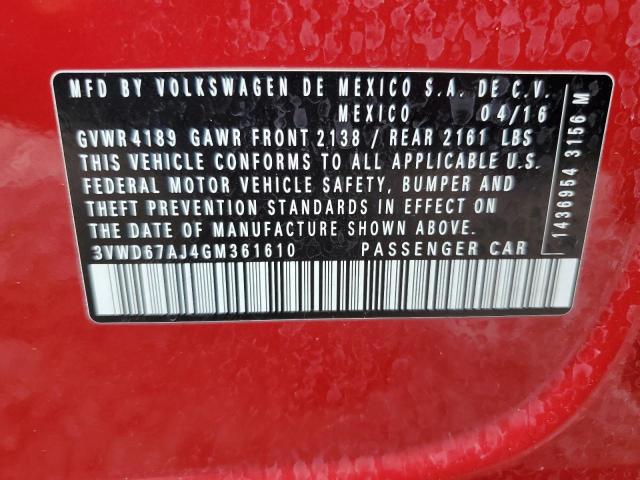 MFD BY VOLKSWAGEN DE MEXICO S.A. DE C.V.
MEXICO 04/16
GVWR 4189 GAWR FRONT 2138 / REAR 2161 LBS
THIS VEHICLE CONFORMS TO ALL APPLICABLE U.S.
FEDERAL MOTOR VEHICLE SAFETY, BUMPER AND
THEFT PREVENTION STANDARDS IN EFFECT ON
THE DATE OF MANUFACTURE SHOWN ABOVE.
3VWD67AJ4GM361610 PASSENGER CAR
1436954 3156 M